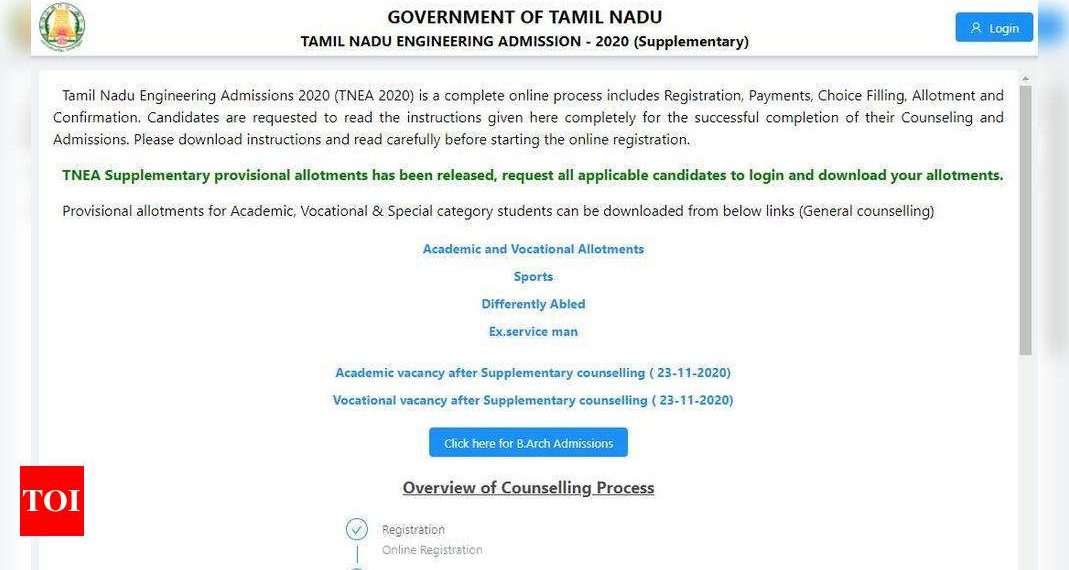 GOVERNMENT OF TAMIL NADU
TAMIL NADU ENGINEERING ADMISSION - 2020 (Supplementary)
Login
Tamil Nadu Engineering Admissions 2020 (TNEA 2020) is a complete online process includes Registration, Payments, Choice Filling, Allotment and
Confirmation. Candidates are requested to read the instructions given here completely for the successful completion of their Counseling and
Admissions. Please download instructions and read carefully before starting the online registration.
TNEA Supplementary provisional allotments has been released, request all applicable candidates to login and download your allotments.
Provisional allotments for Academic, Vocational & Special category students can be downloaded from below links (General counselling)
Academic and Vocational Allotments
Sports
Differently Abled
Ex.service man
Academic vacancy after Supplementary counselling ( 23-11-2020)
Vocational vacancy after Supplementary counselling ( 23-11-2020)
Click here for B.Arch Admissions
Overview of Counselling Process
TOI
Registration
Online Registration